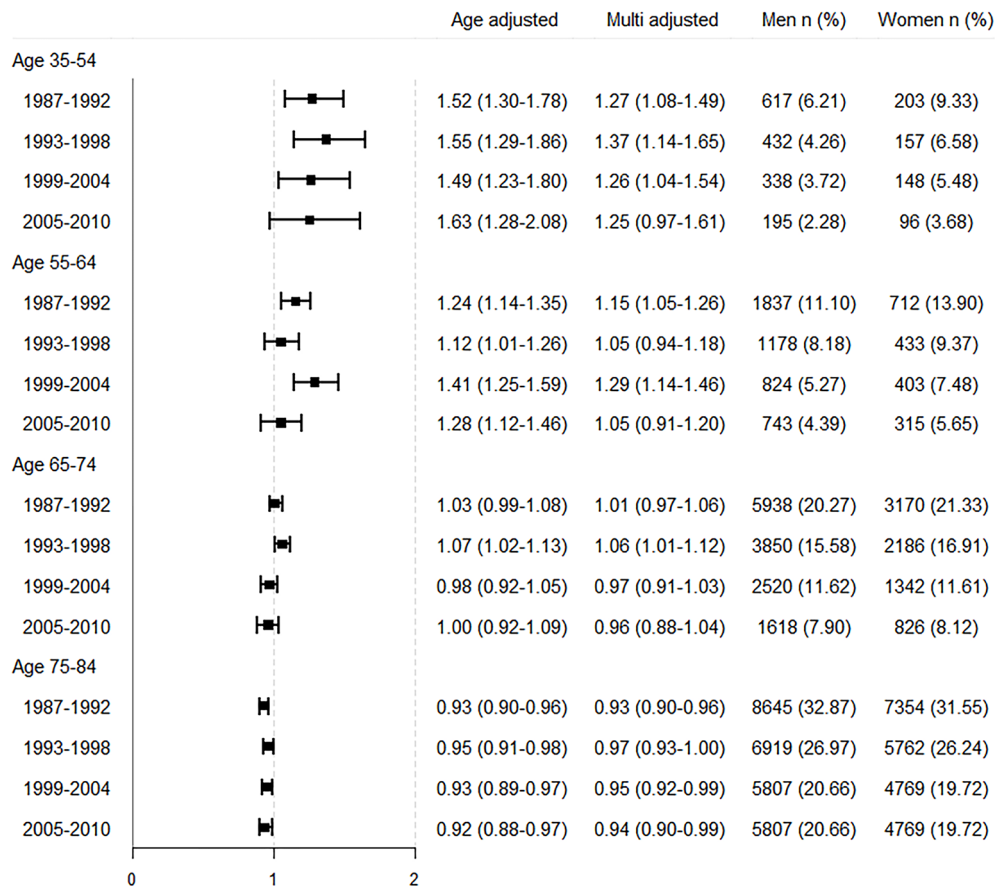 Age adjusted Multi adjusted Men n (%) Women n (%)
Age 35-54
1987-1992 1.52 (1.30-1.78) 1.27 (1.08-1.49) 617 (6.21) 203 (9.33)
1993-1998 1.55 (1.29-1.86) 1.37 (1.14-1.65) 432 (4.26) 157 (6.58)
1999-2004 1.49 (1.23-1.80) 1.26 (1.04-1.54) 338 (3.72) 148 (5.48)
2005-2010 1.63 (1.28-2.08) 1.25 (0.97-1.61) 195 (2.28) 96 (3.68)
Age 55-64
1987-1992 1.24 (1.14-1.35) 1.15 (1.05-1.26) 1837 (11.10) 712 (13.90)
1993-1998 1.12 (1.01-1.26) 1.05 (0.94-1.18) 1178 (8.18) 433 (9.37)
1999-2004 1.41 (1.25-1.59) 1.29 (1.14-1.46) 824 (5.27) 403 (7.48)
2005-2010 1.28 (1.12-1.46) 1.05 (0.91-1.20) 743 (4.39) 315 (5.65)
Age 65-74
1987-1992 1.03 (0.99-1.08) 1.01 (0.97-1.06) 5938 (20.27) 3170 (21.33)
1993-1998 1.07 (1.02-1.13) 1.06 (1.01-1.12) 3850 (15.58) 2186 (16.91)
1999-2004 0.98 (0.92-1.05) 0.97 (0.91-1.03) 2520 (11.62) 1342 (11.61)
2005-2010 1.00 (0.92-1.09) 0.96 (0.88-1.04) 1618 (7.90) 826 (8.12)
Age 75-84
1987-1992 0.93 (0.90-0.96) 0.93 (0.90-0.96) 8645 (32.87) 7354 (31.55)
1993-1998 0.95 (0.91-0.98) 0.97 (0.93-1.00) 6919 (26.97) 5762 (26.24)
1999-2004 0.93 (0.89-0.97) 0.95 (0.92-0.99) 5807 (20.66) 4769 (19.72)
2005-2010 0.92 (0.88-0.97) 0.94 (0.90-0.99) 5807 (20.66) 4769 (19.72)
0 1 2